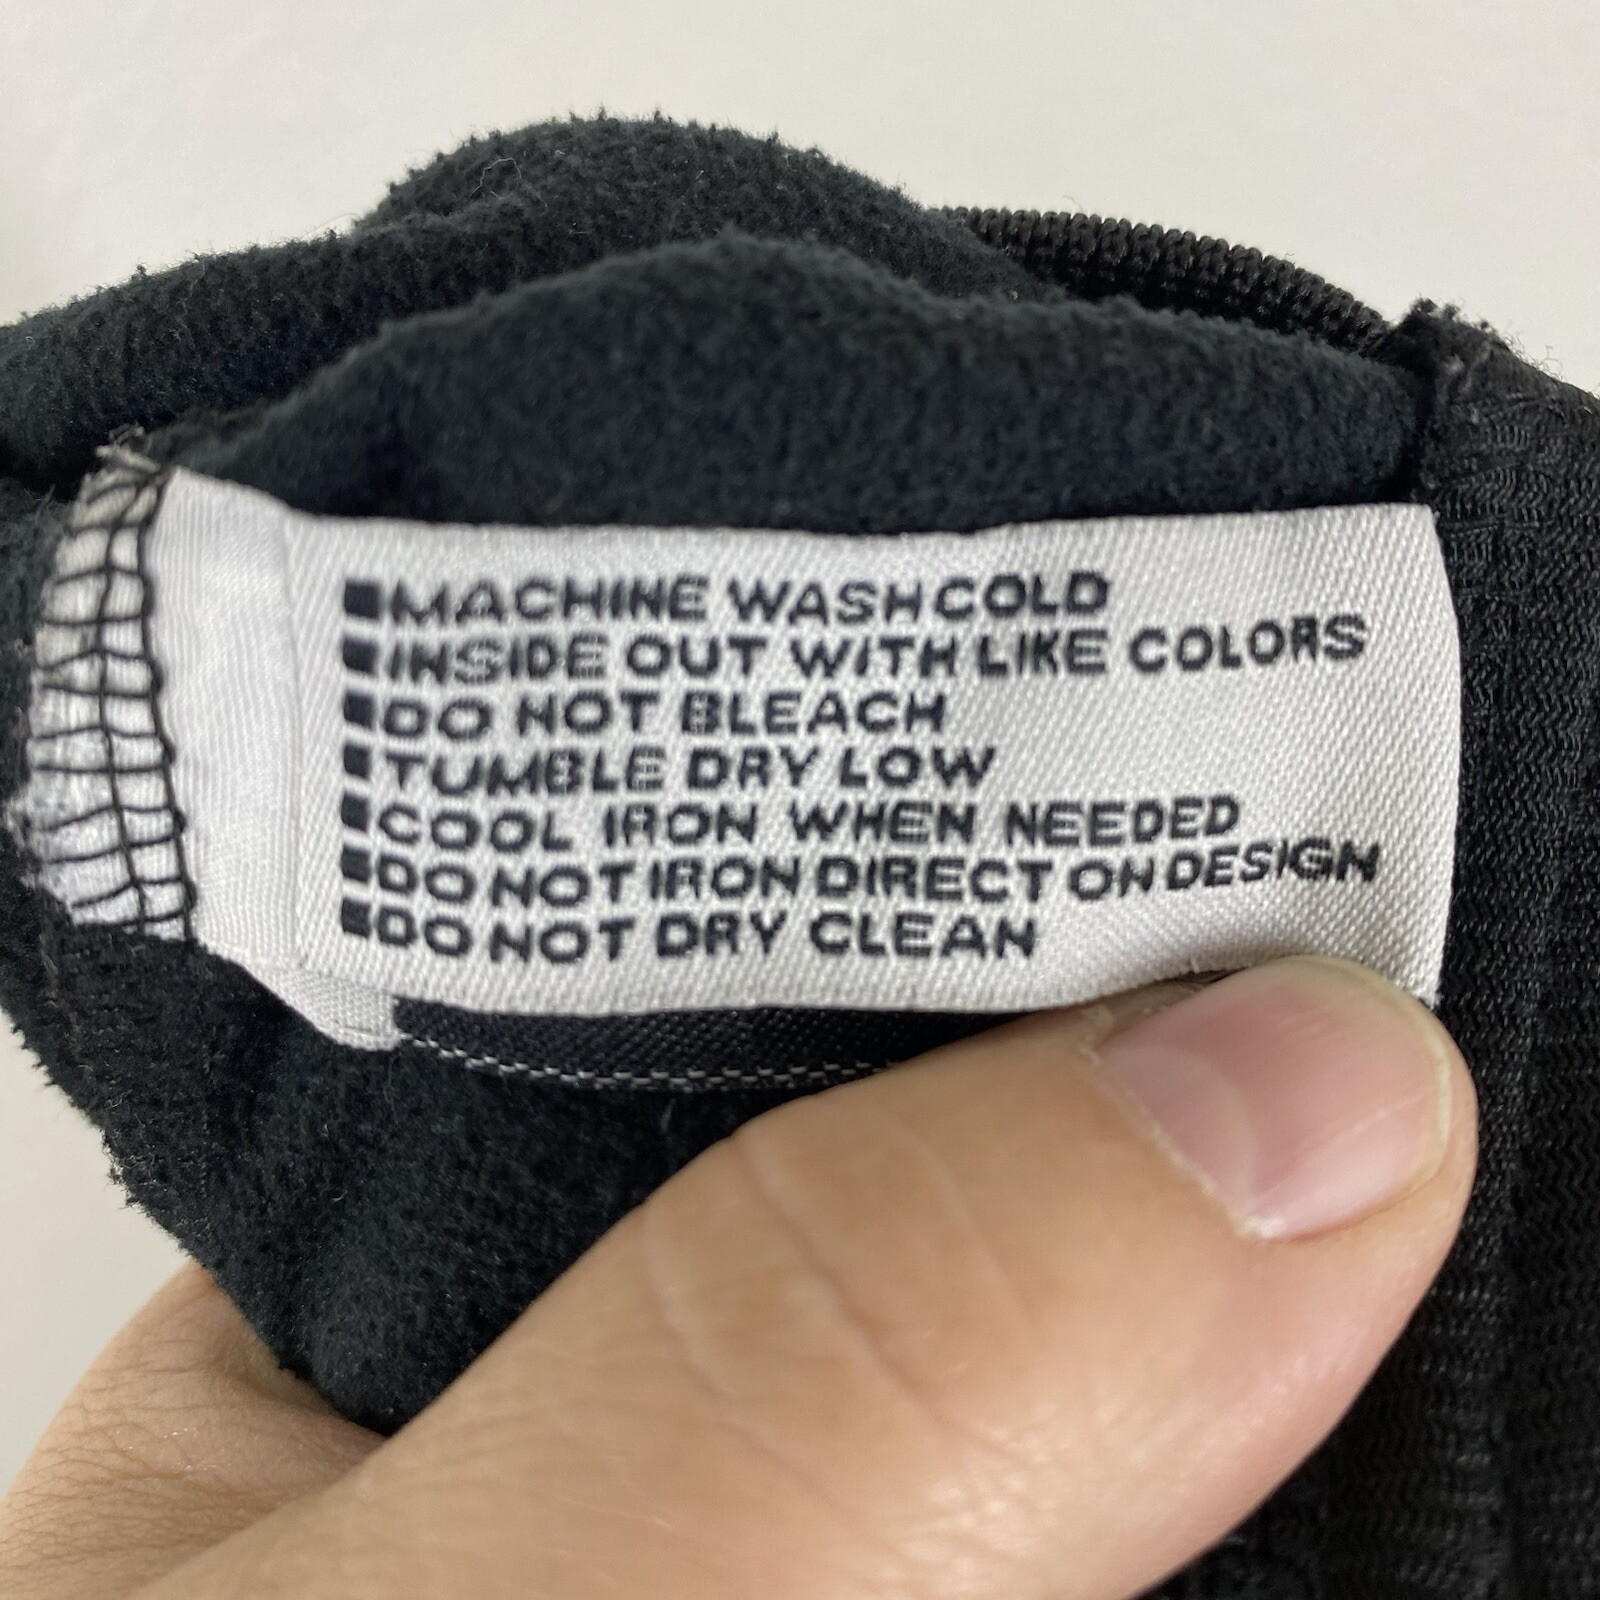 ■MACHINE WASH COLD
■INSIDE OUT WITH LIKE COLORS
■DO NOT BLEACH
■TUMBLE DRY LOW
■COOL IRON WHEN NEEDED
■DO NOT IRON DIRECT ON DESIGN
■DO NOT DRY CLEAN